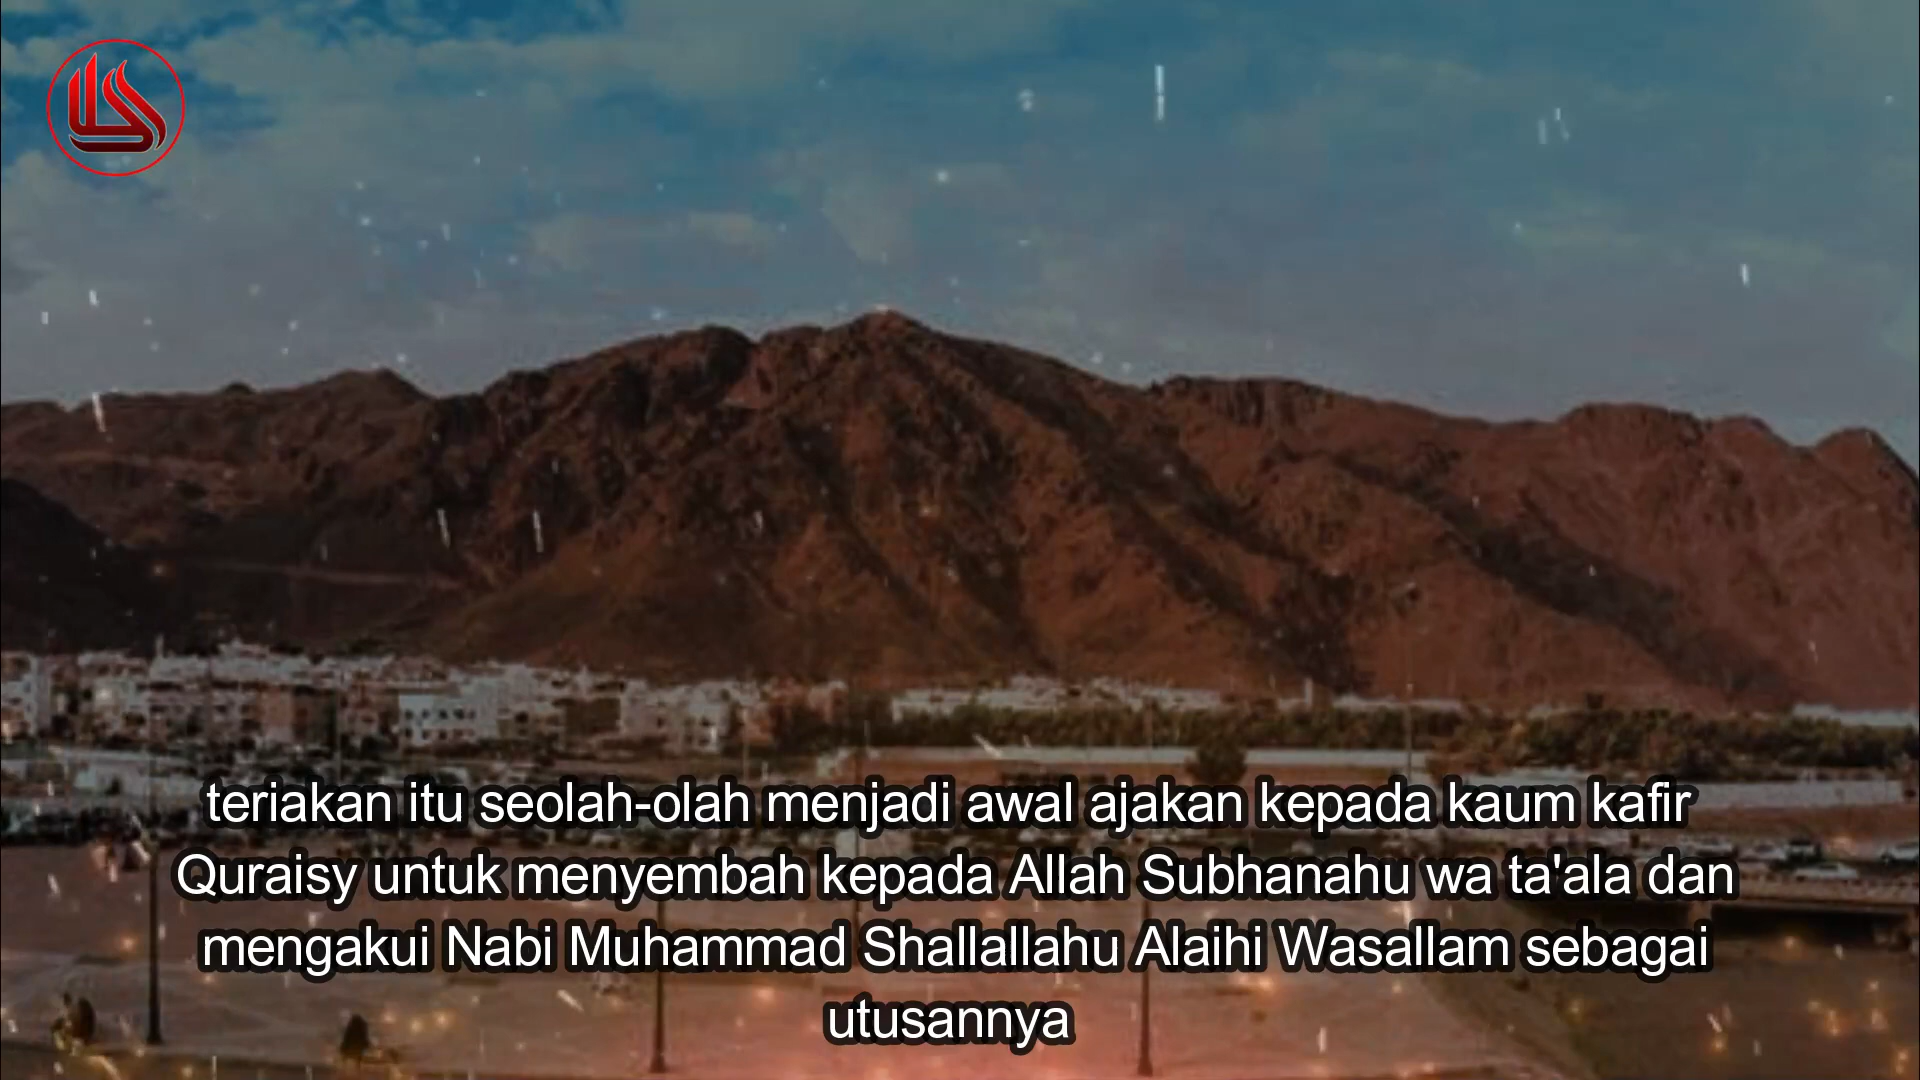 teriakan itu seolah-olah menjadi awal ajakan kepada kaum kafir
Quraisy untuk menyembah kepada Allah Subhanahu wa ta'ala dan
mengakui Nabi Muhammad Shallallahu Alaihi Wasallam sebagai
utusannya